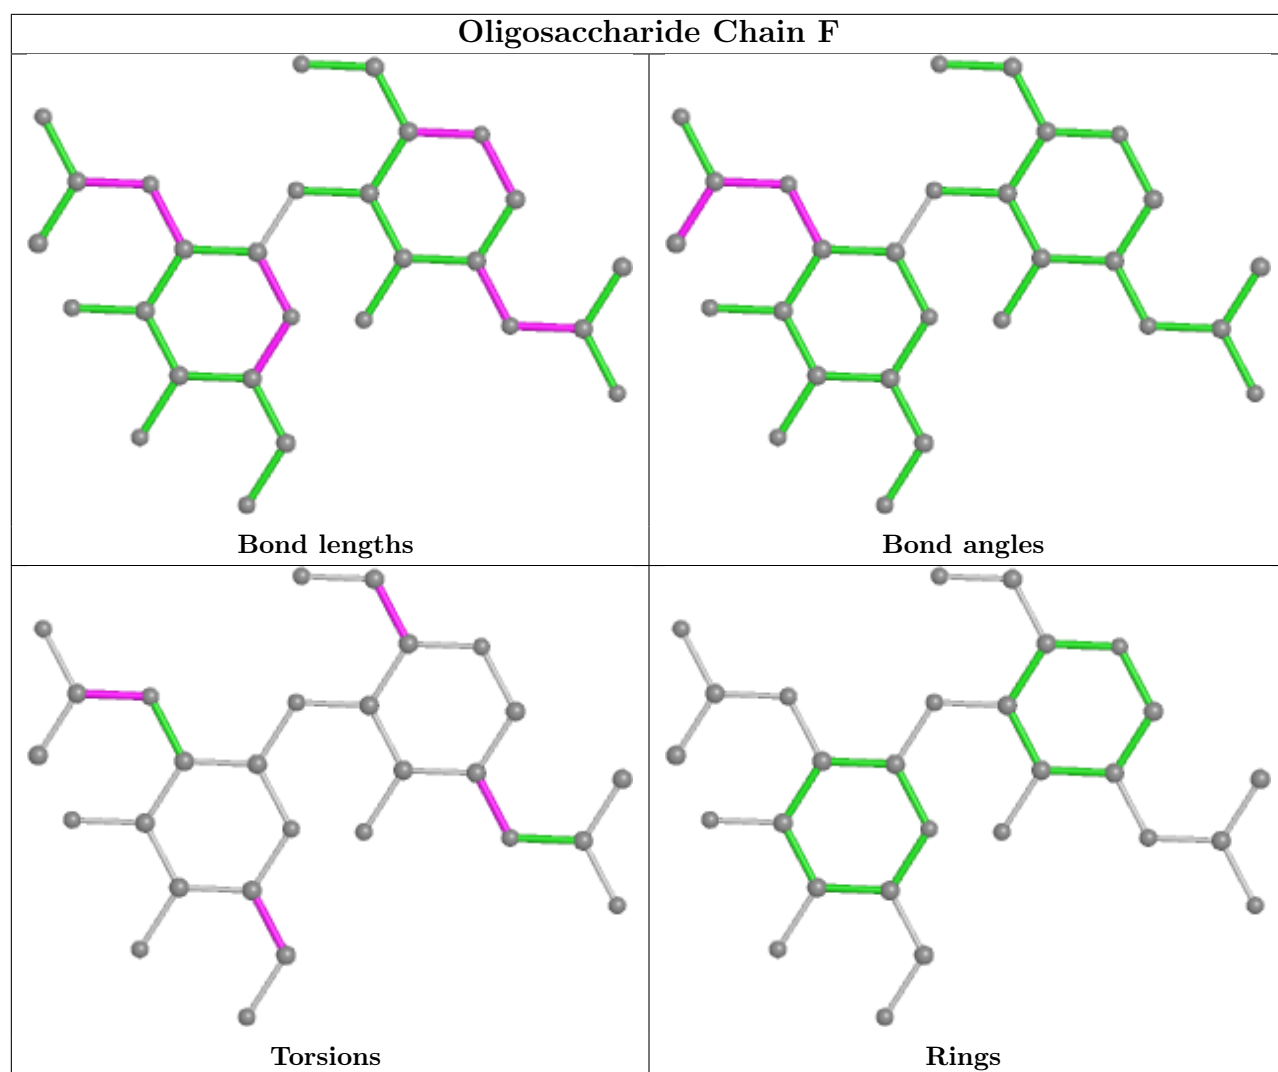 Oligosaccharide Chain F
Bond lengths
Bond angles
Torsions
Rings